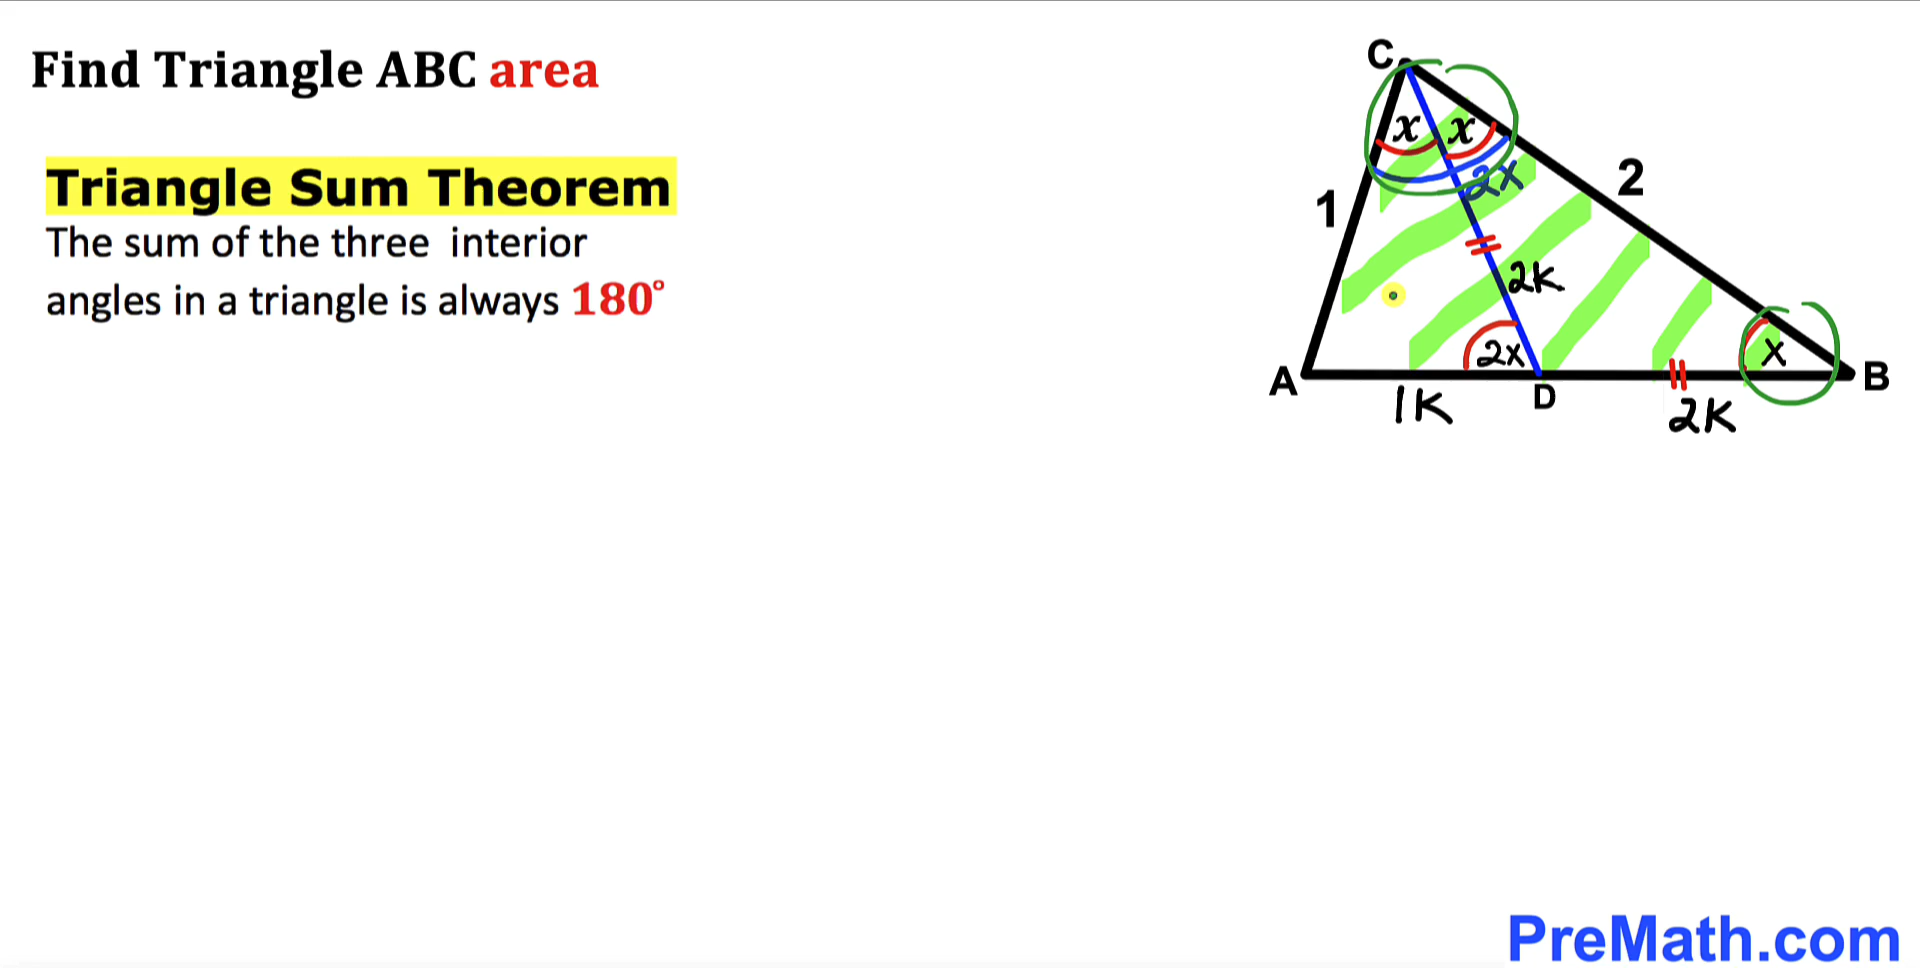 Find Triangle ABC area
Triangle Sum Theorem
The sum of the three interior
angles in a triangle is always 180°
C
x x
2x
1
2
2K
2x
x
A
B
D
1K
2K
PreMath.com